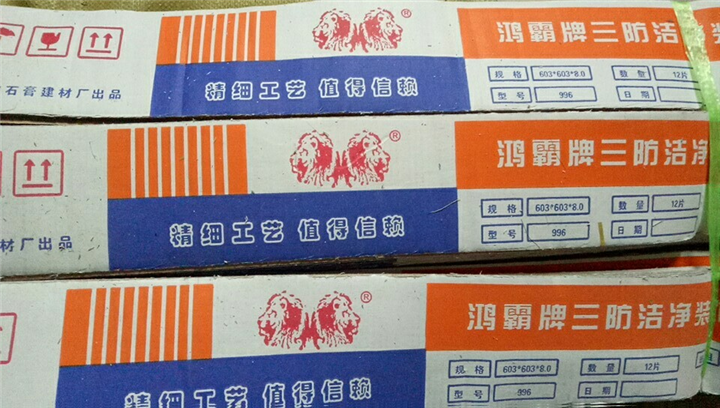 鸿霸牌三防洁
规格 603*603*8.0 数量 12片
型号 996 日期
石膏建材厂出品
精细工艺 值得信赖
®
鸿霸牌三防洁净
规格 603*603*8.0 数量 12片
型号 996 日期
材厂出品
精细工艺 值得信赖
®
鸿霸牌三防洁净装
规格 603*603*8.0 数量 12片
型号 996 日期
精细工艺 值得信赖
®